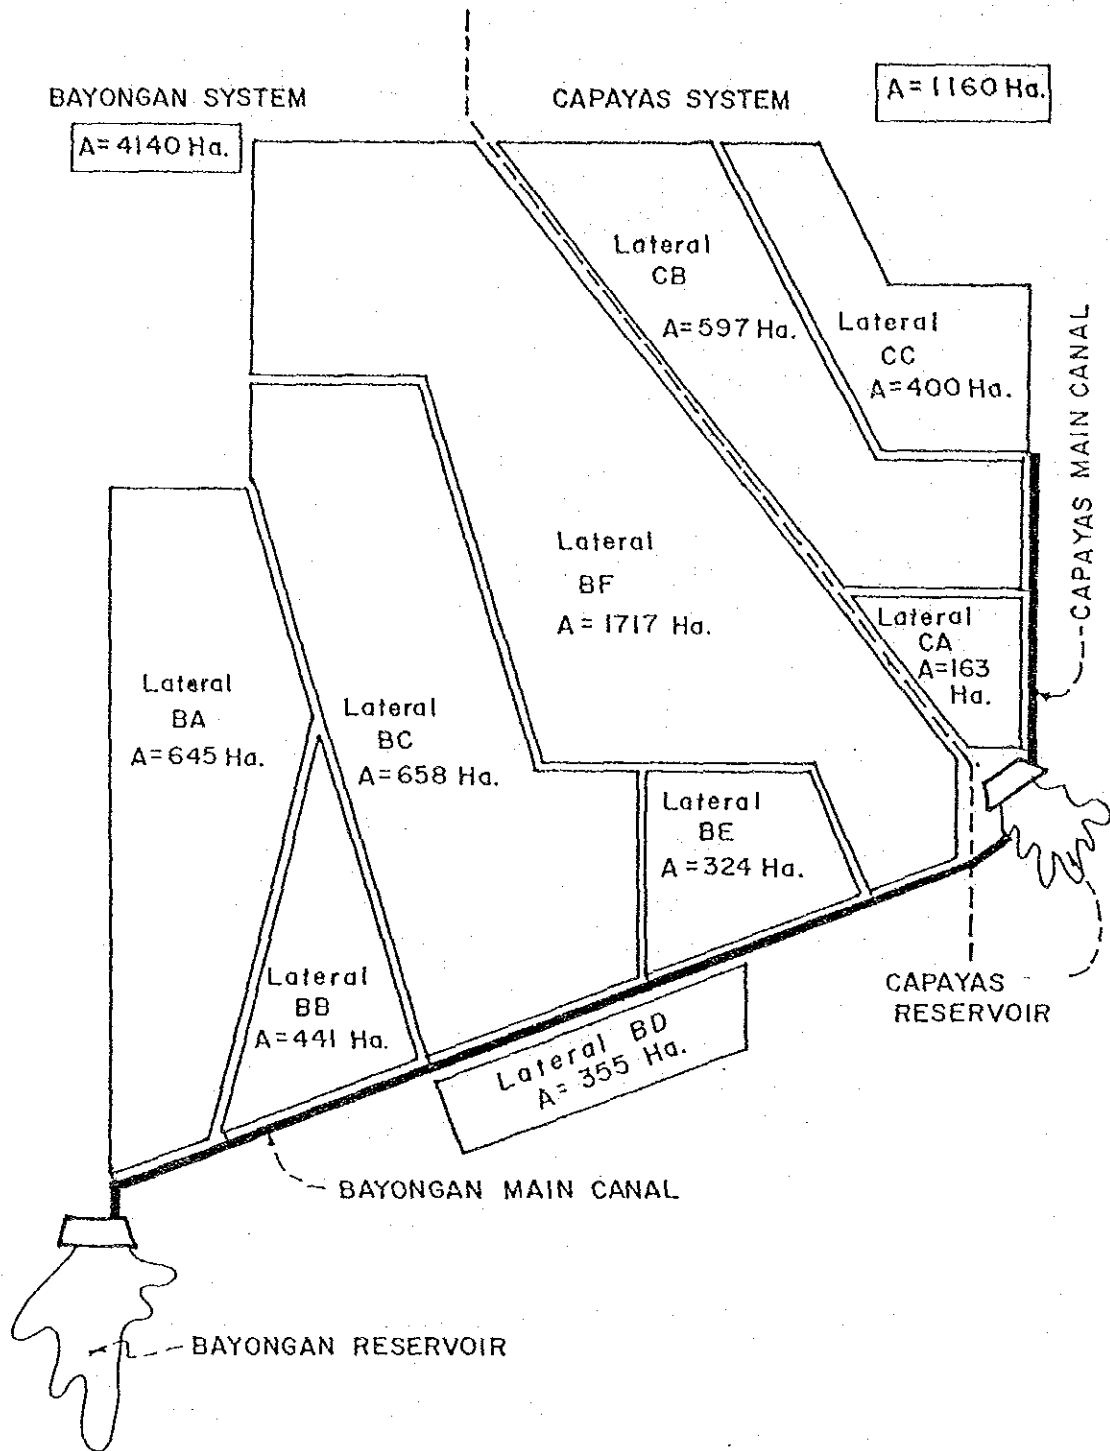 BAYONGAN SYSTEM
A=4140 Ha.
CAPAYAS SYSTEM
A=1160 Ha.
Lateral
CB
A=597 Ha.
Lateral
CC
A=400 Ha.
CAPAYAS MAIN CANAL
Lateral
BF
A=1717 Ha.
Lateral
CA
A=163
Ha.
Lateral
BA
A=645 Ha.
Lateral
BC
A=658 Ha.
Lateral
BE
A=324 Ha.
Lateral
BB
A=441 Ha.
Lateral BD
A=355 Ha.
CAPAYAS
RESERVOIR
BAYONGAN MAIN CANAL
BAYONGAN RESERVOIR